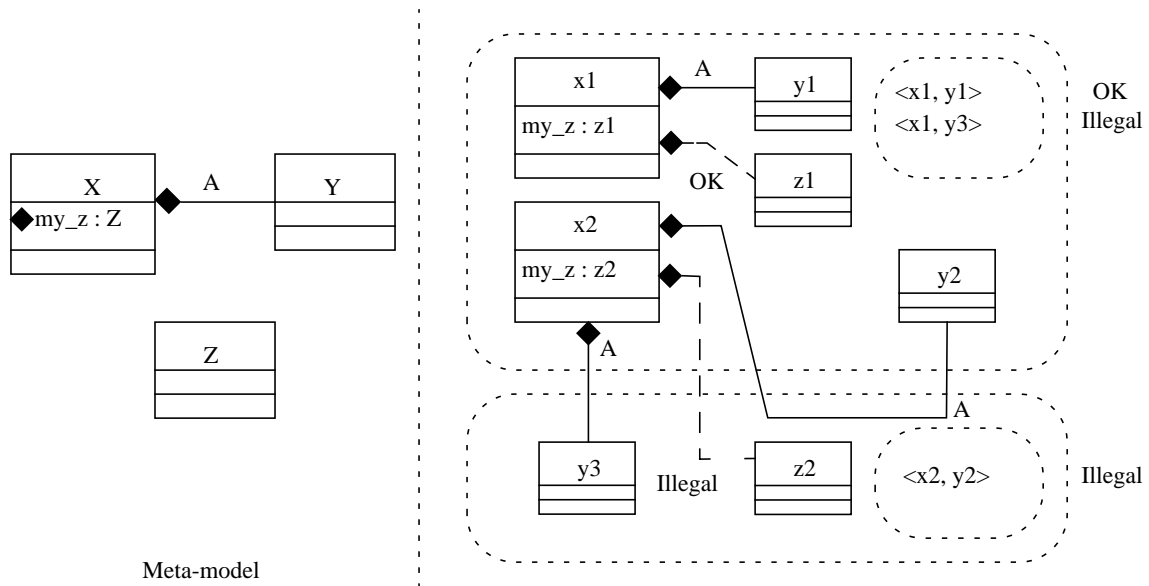 X
A
Y
my_z : Z
Z
Meta-model
x1
A
y1
<x1, y1>
OK
my_z : z1
<x1, y3>
Illegal
OK
z1
x2
my_z : z2
y2
A
A
y3
Illegal
z2
<x2, y2>
Illegal